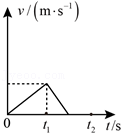 v/(m·s⁻¹)
0 t₁ t₂ t/s